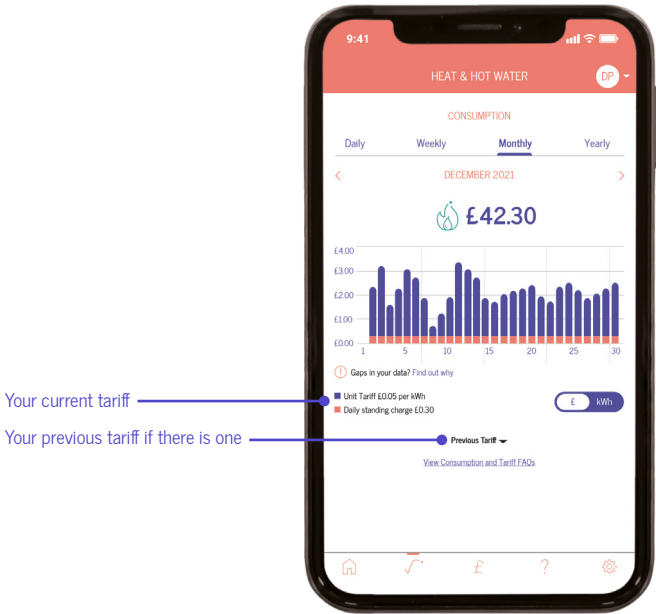 9:41
HEAT & HOT WATER
DP
CONSUMPTION
Daily Weekly Monthly Yearly
DECEMBER 2021
£42.30
£4.00
£3.00
£2.00
£1.00
£0.00
1 5 10 15 20 25 30
Gaps in your data? Find out why
Unit Tariff £0.05 per kWh
Daily standing charge £0.30
£ kWh
Your current tariff
Your previous tariff if there is one
Previous Tariff
View Consumption and Tariff FAQs
£ ?